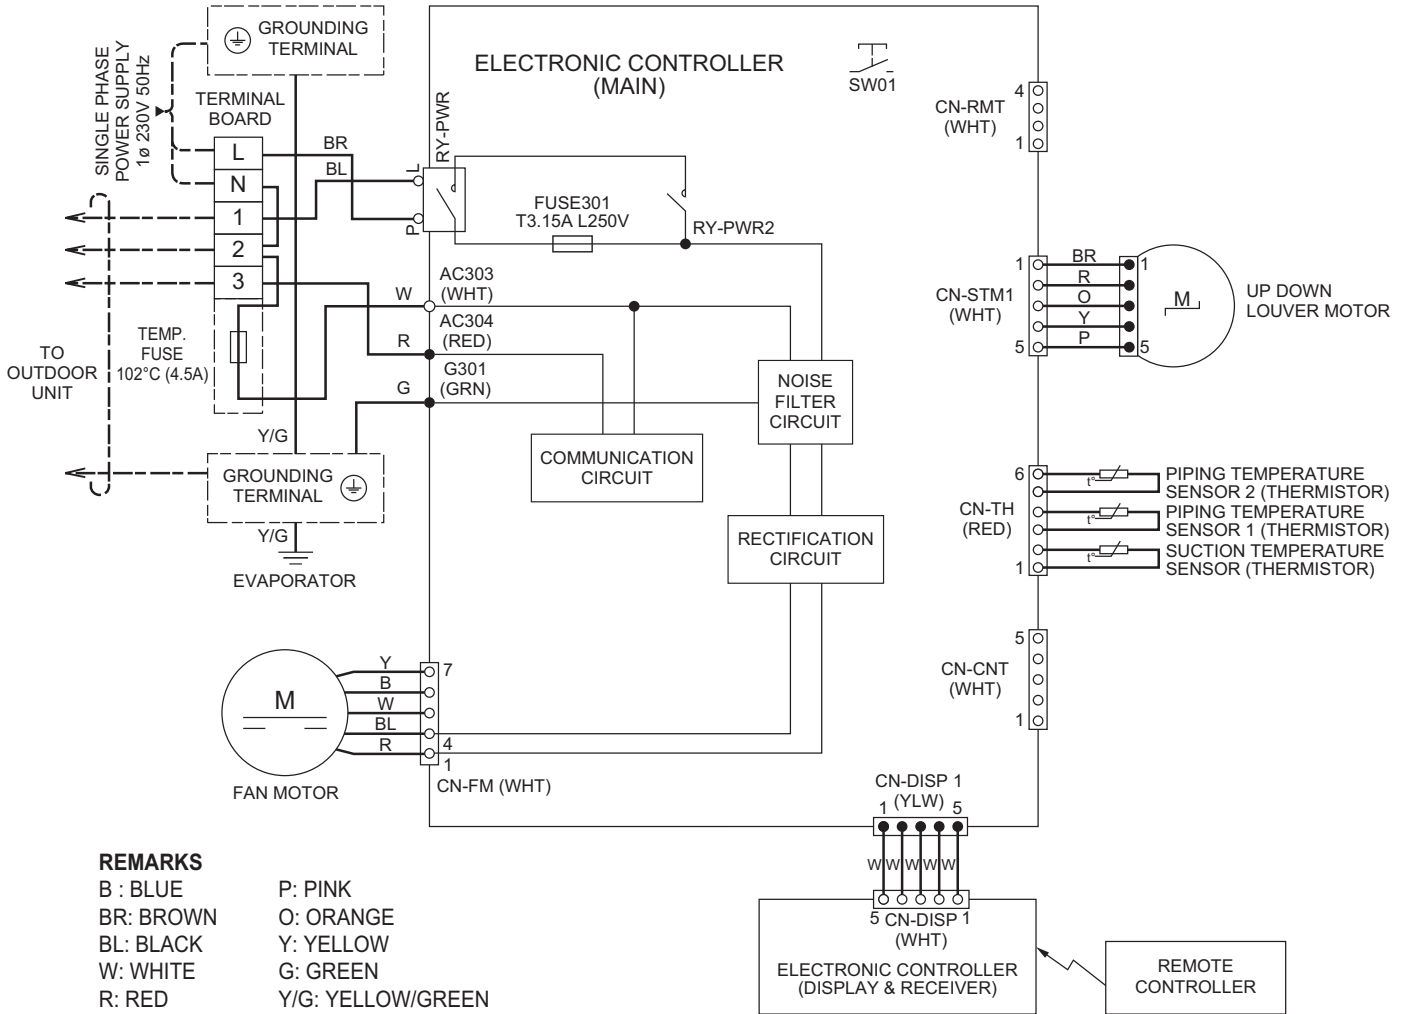 GROUNDING
TERMINAL
SINGLE PHASE
POWER SUPPLY
1ø 230V 50Hz
TERMINAL
BOARD
L
N
1
2
3
BR
BL
TEMP.
FUSE
102°C (4.5A)
TO
OUTDOOR
UNIT
Y/G
GROUNDING
TERMINAL
Y/G
EVAPORATOR
ELECTRONIC CONTROLLER
(MAIN)
SW01
RY-PWR
L
P
FUSE301
T3.15A L250V
RY-PWR2
W
AC303
(WHT)
R
AC304
(RED)
G
G301
(GRN)
COMMUNICATION
CIRCUIT
NOISE
FILTER
CIRCUIT
RECTIFICATION
CIRCUIT
CN-RMT
(WHT)
4
1
CN-STM1
(WHT)
1
5
BR
R
O
Y
P
1
5
M
UP DOWN
LOUVER MOTOR
CN-TH
(RED)
6
1
t°
PIPING TEMPERATURE
SENSOR 2 (THERMISTOR)
t°
PIPING TEMPERATURE
SENSOR 1 (THERMISTOR)
t°
SUCTION TEMPERATURE
SENSOR (THERMISTOR)
CN-CNT
(WHT)
5
1
M
FAN MOTOR
Y
B
W
BL
R
7
4
1
CN-FM (WHT)
CN-DISP 1
(YLW)
1 5
W W W W W
5 CN-DISP 1
(WHT)
ELECTRONIC CONTROLLER
(DISPLAY & RECEIVER)
REMOTE
CONTROLLER
REMARKS
B : BLUE P: PINK
BR: BROWN O: ORANGE
BL: BLACK Y: YELLOW
W: WHITE G: GREEN
R: RED Y/G: YELLOW/GREEN